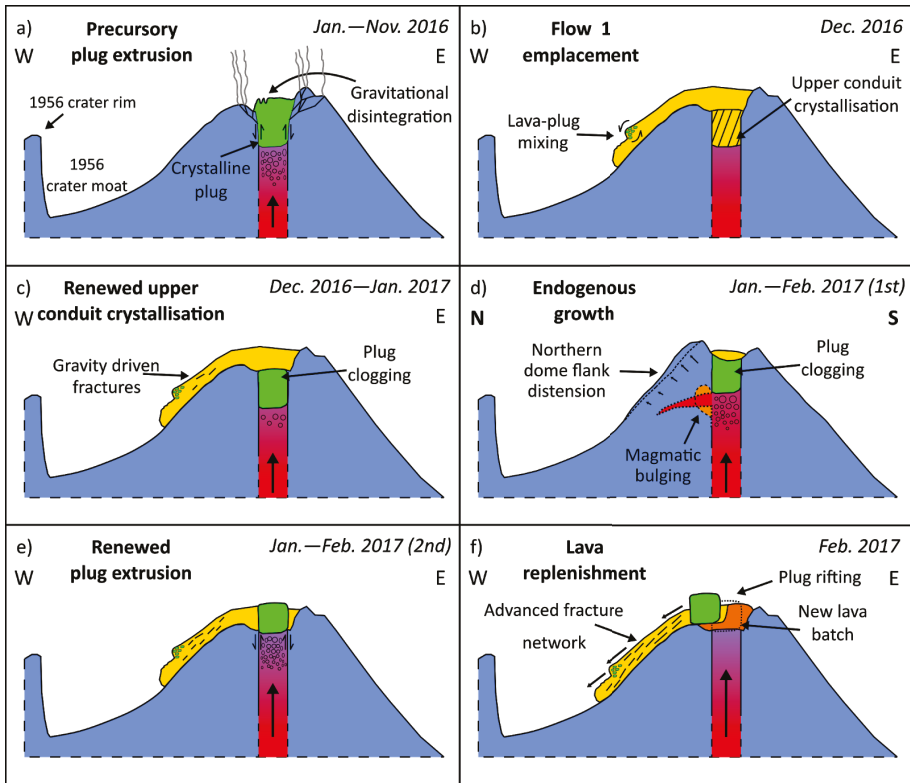 a)
Precursory
plug extrusion
Jan.—Nov. 2016
W
E
1956 crater rim
1956
crater moat
Gravitational
disintegration
Crystalline
plug
b)
Flow 1
emplacement
Dec. 2016
W
E
Upper conduit
crystallisation
Lava-plug
mixing
c)
Renewed upper
conduit crystallisation
Dec. 2016—Jan. 2017
W
E
Gravity driven
fractures
Plug
clogging
d)
Endogenous
growth
Jan.—Feb. 2017 (1st)
N
S
Northern
dome flank
distension
Plug
clogging
Magmatic
bulging
e)
Renewed
plug extrusion
Jan.—Feb. 2017 (2nd)
W
E
f)
Lava
replenishment
Feb. 2017
W
E
Plug rifting
Advanced fracture
network
New lava
batch